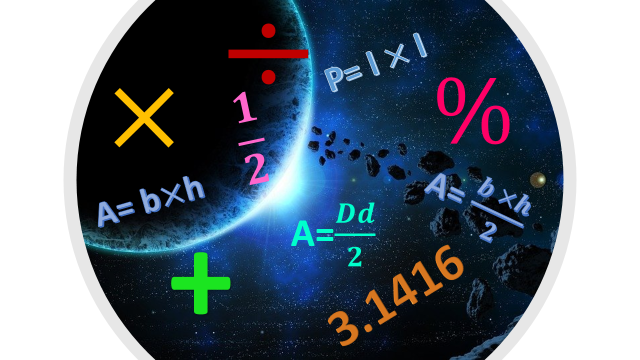 ÷
P= l × l
%
×
1/2
A= b×h
A= b ×h/2
A= Dd/2
+
3.1416